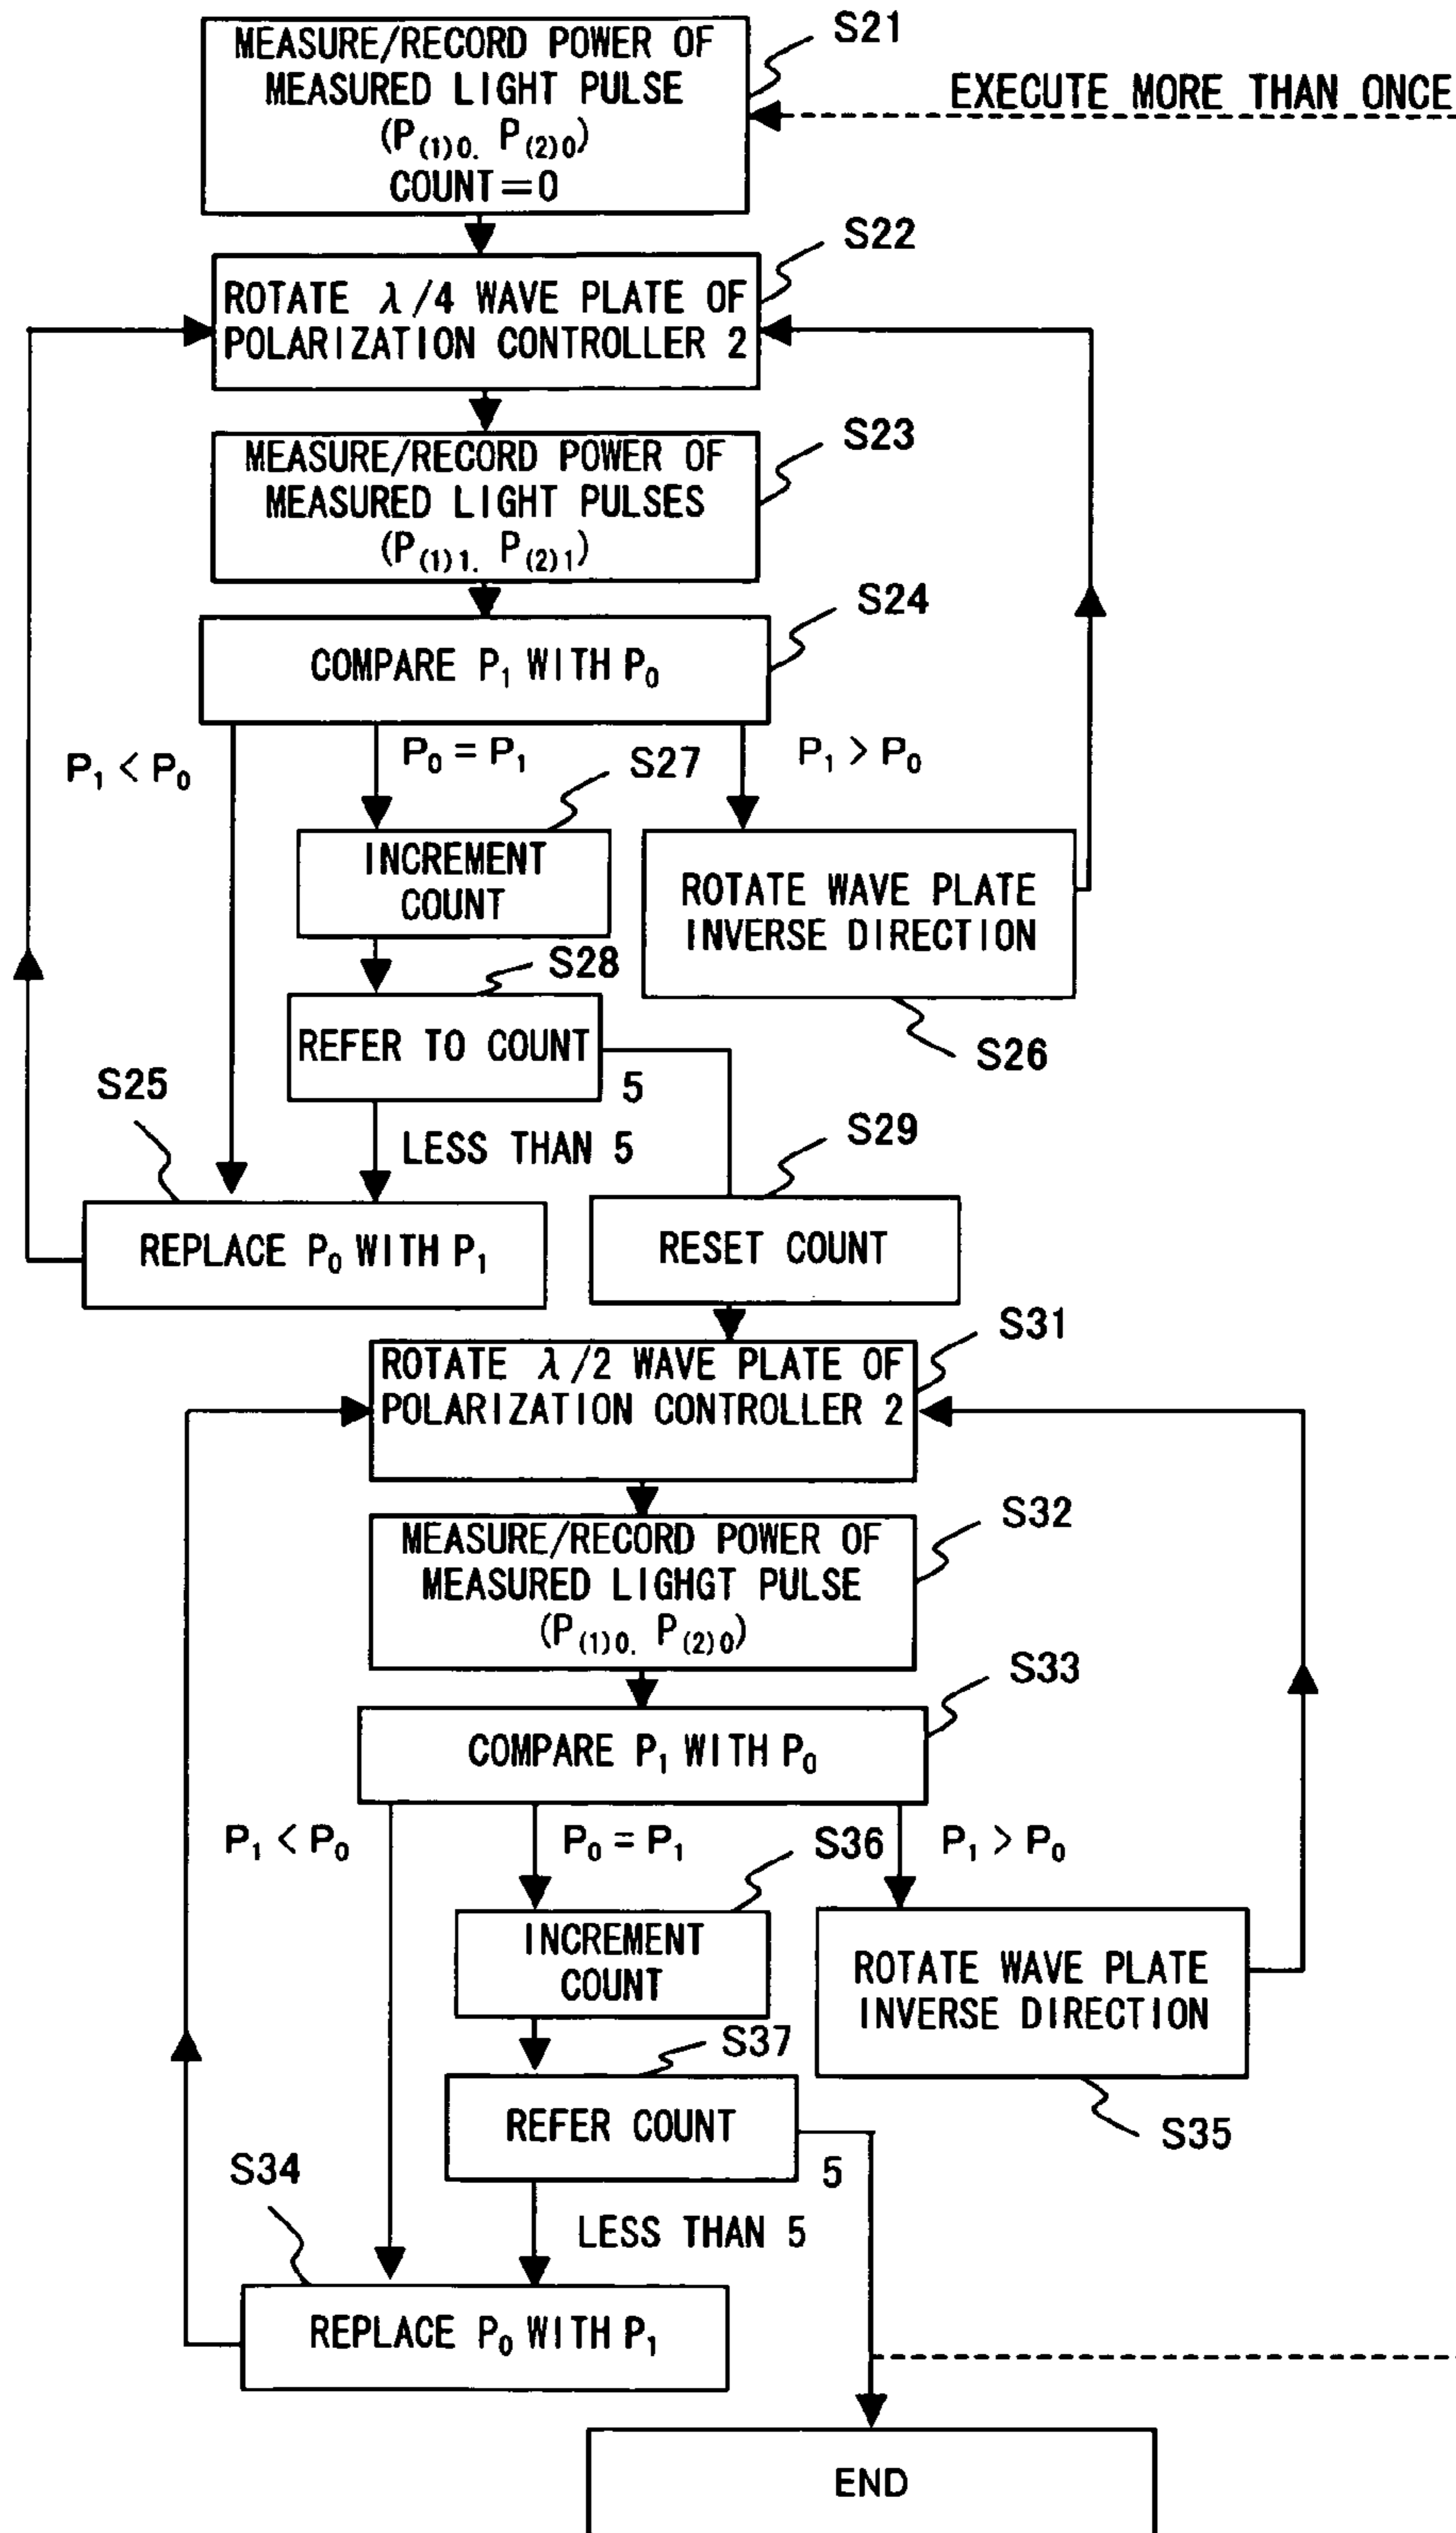 MEASURE/RECORD POWER OF
MEASURED LIGHT PULSE
(P(1)0. P(2)0)
COUNT=0
S21
EXECUTE MORE THAN ONCE
S22
ROTATE λ/4 WAVE PLATE OF
POLARIZATION CONTROLLER 2
S23
MEASURE/RECORD POWER OF
MEASURED LIGHT PULSES
(P(1)1. P(2)1)
S24
COMPARE P1 WITH P0
P1 < P0
P0 = P1
P1 > P0
S27
INCREMENT
COUNT
ROTATE WAVE PLATE
INVERSE DIRECTION
S26
S28
REFER TO COUNT
5
LESS THAN 5
S25
REPLACE P0 WITH P1
S29
RESET COUNT
S31
ROTATE λ/2 WAVE PLATE OF
POLARIZATION CONTROLLER 2
S32
MEASURE/RECORD POWER OF
MEASURED LIGHGT PULSE
(P(1)0. P(2)0)
S33
COMPARE P1 WITH P0
P1 < P0
P0 = P1
P1 > P0
S36
INCREMENT
COUNT
ROTATE WAVE PLATE
INVERSE DIRECTION
S35
S37
REFER COUNT
5
LESS THAN 5
S34
REPLACE P0 WITH P1
END